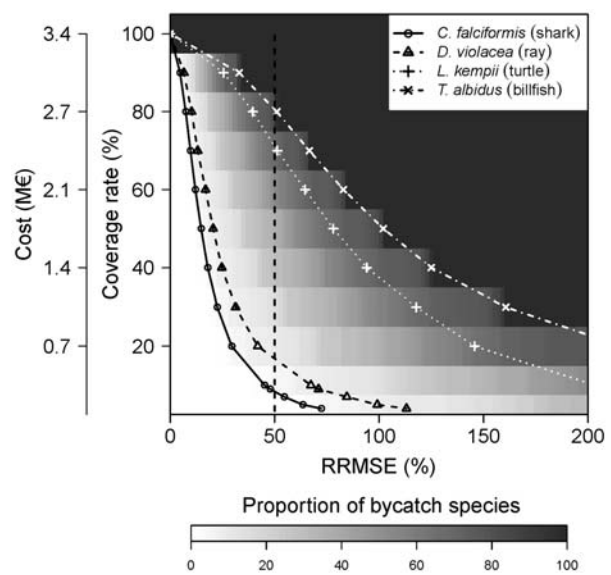 C. falciformis (shark)
D. violacea (ray)
L. kempii (turtle)
T. albidus (billfish)
Cost (M€)
3.4
2.7
2.1
1.4
0.7
Coverage rate (%)
100
80
60
40
20
0 50 100 150 200
RRMSE (%)
Proportion of bycatch species
0 20 40 60 80 100